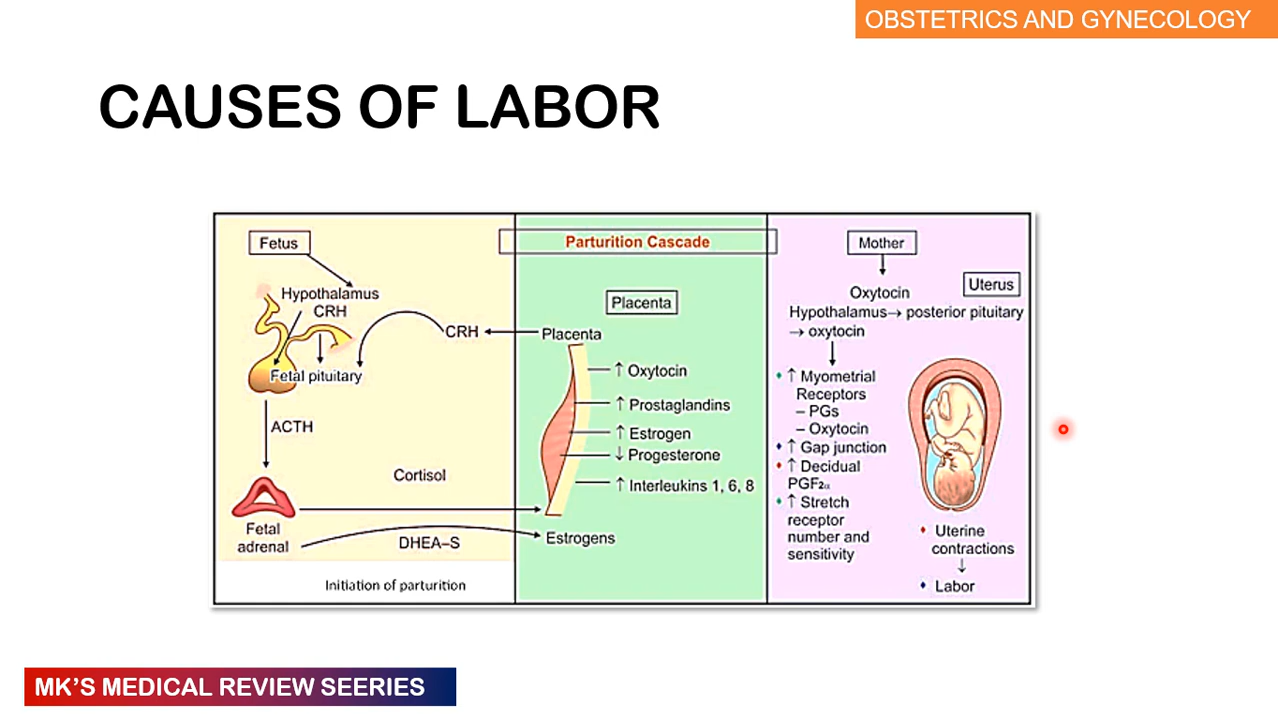 OBSTETRICS AND GYNECOLOGY
CAUSES OF LABOR
Parturition Cascade
Fetus
Hypothalamus
CRH
Fetal pituitary
CRH
ACTH
Cortisol
Fetal
adrenal
DHEA–S
Initiation of parturition
Placenta
Placenta
↑ Oxytocin
↑ Prostaglandins
↑ Estrogen
↓ Progesterone
↑ Interleukins 1, 6, 8
Estrogens
Mother
Oxytocin
Hypothalamus→ posterior pituitary
→ oxytocin
♦ ↑ Myometrial
Receptors
– PGs
– Oxytocin
♦ ↑ Gap junction
♦ ↑ Decidual
PGF₂α
♦ ↑ Stretch
receptor
number and
sensitivity
Uterus
♦ Uterine
contractions
↓
♦ Labor
MK'S MEDICAL REVIEW SEERIES